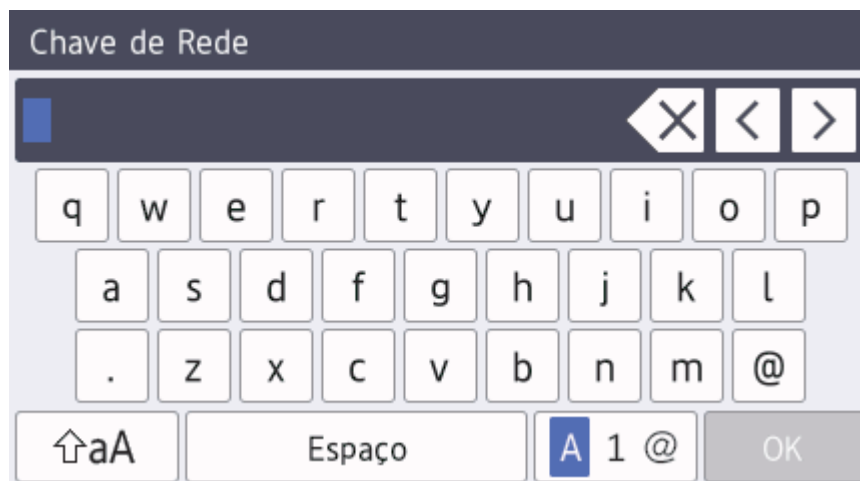 Chave de Rede
q w e r t y u i o p
a s d f g h j k l
. z x c v b n m @
aA Espaço A 1 @ OK